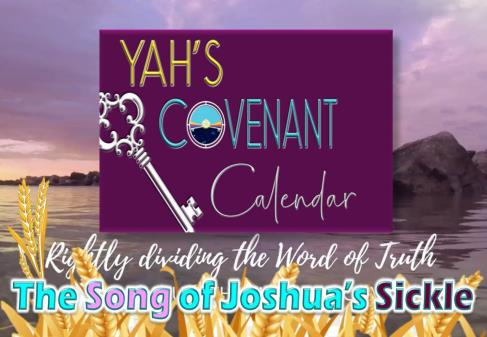 YAH'S
COVENANT
Calendar
Rightly dividing the Word of Truth
The Song of Joshua's Sickle